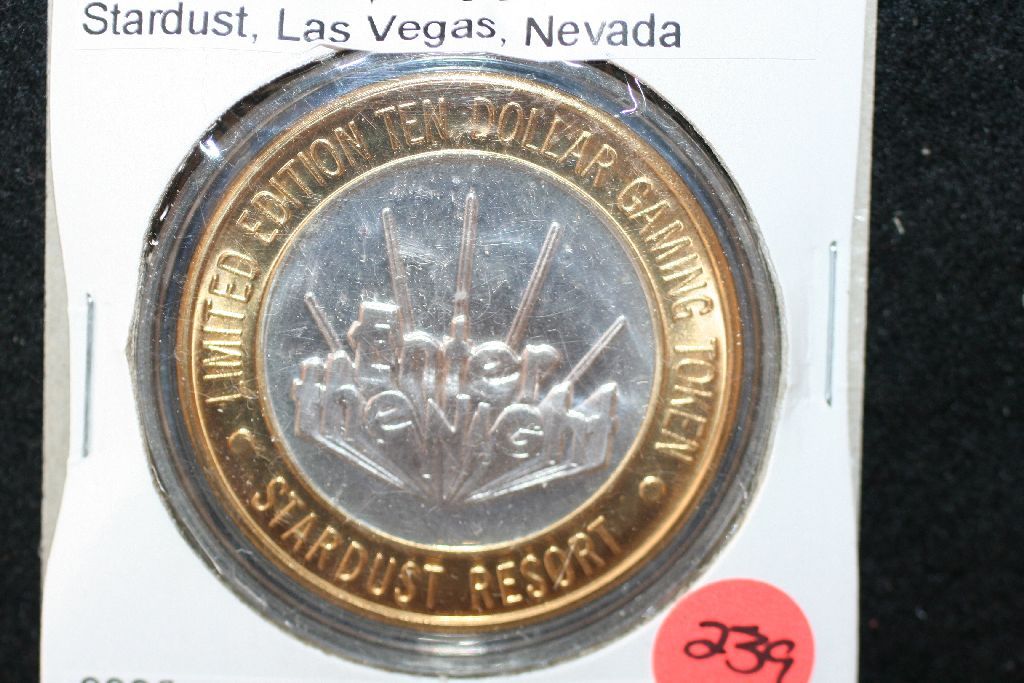 Stardust, Las Vegas, Nevada
LIMITED EDITION TEN DOLLAR GAMING TOKEN
Enter
the Night
STARDUST RESORT
239